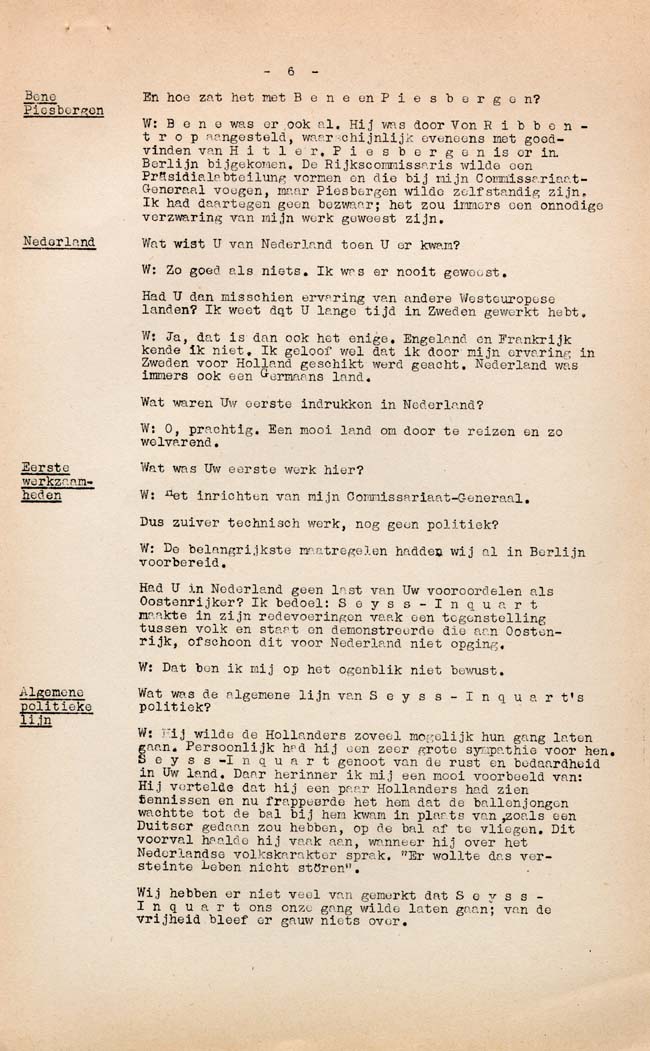 - 6 -
Bene
Piesbergen
En hoe zat het met B e n e en P i e s b e r g e n?
W: B e n e was er ook al. Hij was door Von R i b b e n -
t r o p aangesteld, waarschijnlijk eveneens met goed-
vinden van H i t l e r. P i e s b e r g e n is er in
Berlijn bijgekomen. De Rijkscommissaris wilde een
Präsidialabteilung vormen en die bij mijn Commissariaat-
Generaal voegen, maar Piesbergen wilde zelfstandig zijn.
Ik had daartegen geen bezwaar; het zou immers een onnodige
verzwaring van mijn werk geweest zijn.
Nederland
Wat wist U van Nederland toen U er kwam?
W: Zo goed als niets. Ik was er nooit geweest.
Had U dan misschien ervaring van andere Westeuropese
landen? Ik weet dqt U lange tijd in Zweden gewerkt hebt.
W: Ja, dat is dan ook het enige. Engeland en Frankrijk
kende ik niet. Ik geloof wel dat ik door mijn ervaring in
Zweden voor Holland geschikt werd geacht. Nederland was
immers ook een Germaans land.
Wat waren Uw eerste indrukken in Nederland?
W: O, prachtig. Een mooi land om door te reizen en zo
welvarend.
Eerste
werkzaam-
heden
Wat was Uw eerste werk hier?
W: Het inrichten van mijn Commissariaat-Generaal.
Dus zuiver technisch werk, nog geen politiek?
W: De belangrijkste maatregelen hadden wij al in Berlijn
voorbereid.
Had U in Nederland geen last van Uw vooroordelen als
Oostenrijker? Ik bedoel: S e y s s - I n q u a r t
maakte in zijn redevoeringen vaak een tegenstelling
tussen volk en staat en demonstreerde die aan Oosten-
rijk, ofschoon dit voor Nederland niet opging.
W: Dat ben ik mij op het ogenblik niet bewust.
Algemene
politieke
lijn
Wat was de algemene lijn van S e y s s - I n q u a r t's
politiek?
W: Hij wilde de Hollanders zoveel mogelijk hun gang laten
gaan. Persoonlijk had hij een zeer grote sympathie voor hen.
S e y s s -I n q u a r t genoot van de rust en bedaardheid
in Uw land. Daar herinner ik mij een mooi voorbeeld van:
Hij vertelde dat hij een paar Hollanders had zien
tennissen en nu frappeerde het hem dat de ballenjongen
wachtte tot de bal bij hem kwam in plaats van,zoals een
Duitser gedaan zou hebben, op de bal af te vliegen. Dit
voorval haalde hij vaak aan, wanneer hij over het
Nederlandse volkskarakter sprak. "Er wollte das ver-
steinte Leben nicht stören".
Wij hebben er niet veel van gemerkt dat S e y s s -
I n q u a r t ons onze gang wilde laten gaan; van de
vrijheid bleef er gauw niets over.